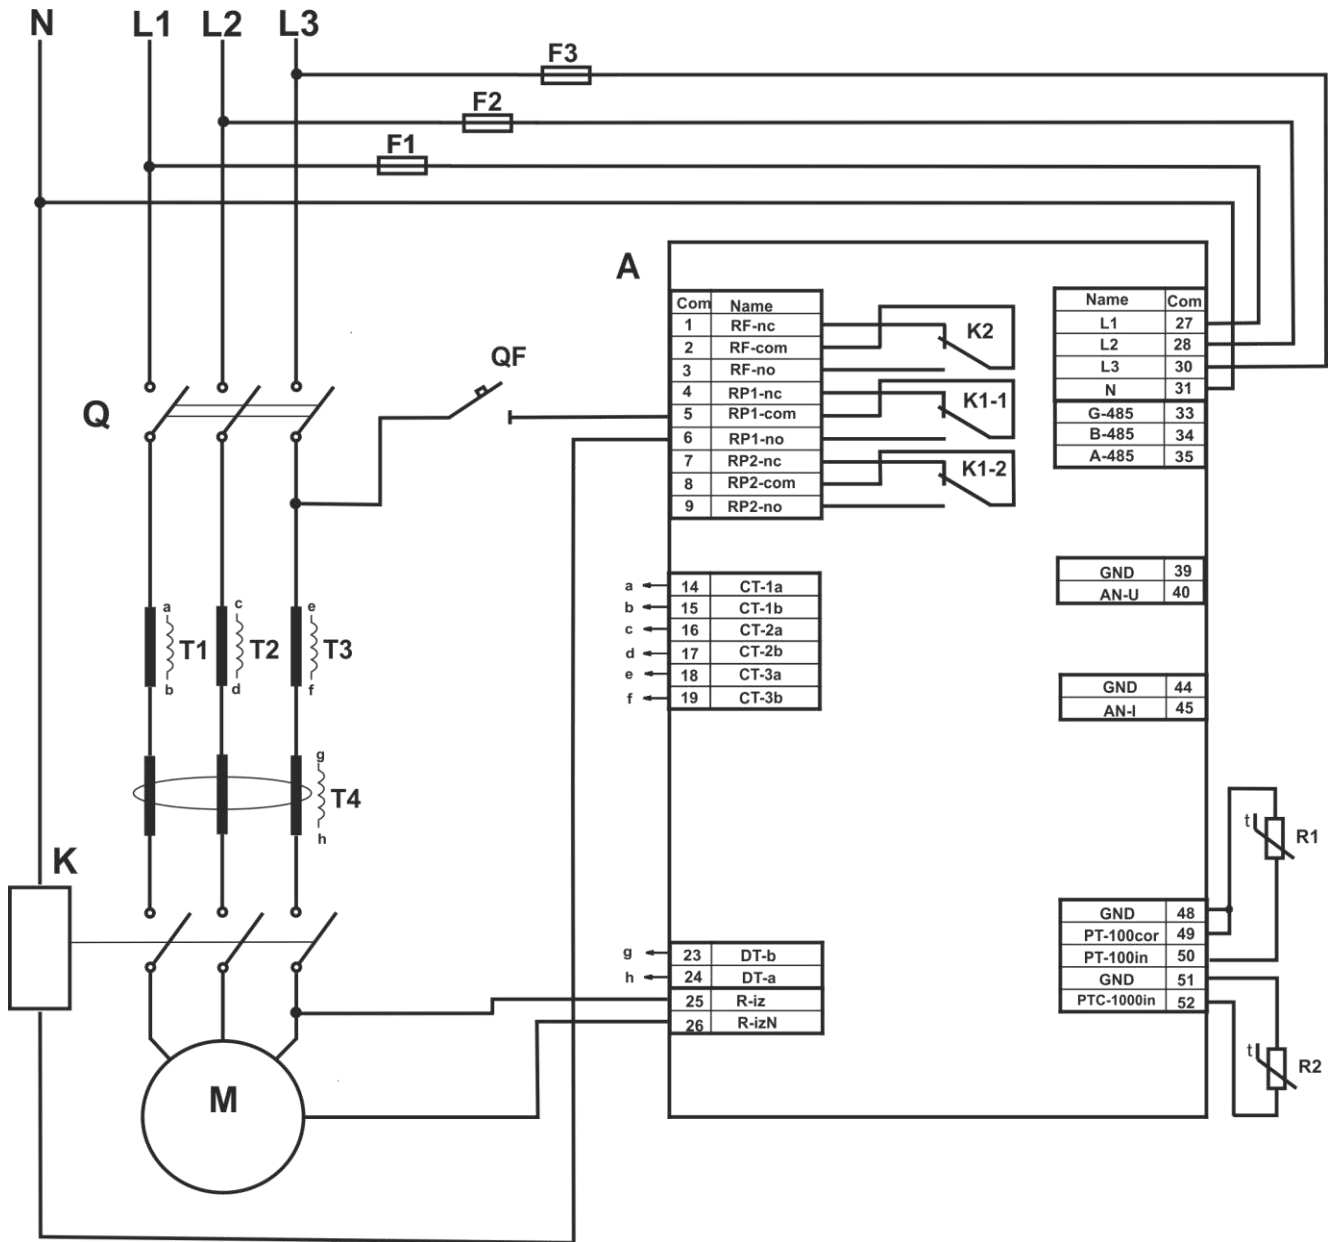 N L1 L2 L3
F3
F2
F1
A
Com Name
1 RF-nc
2 RF-com
3 RF-no
4 RP1-nc
5 RP1-com
6 RP1-no
7 RP2-nc
8 RP2-com
9 RP2-no
K2
K1-1
K1-2
Name Com
L1 27
L2 28
L3 30
N 31
G-485 33
B-485 34
A-485 35
QF
Q
GND 39
AN-U 40
a 14 CT-1a
b 15 CT-1b
c 16 CT-2a
d 17 CT-2b
e 18 CT-3a
f 19 CT-3b
a c e
T1 T2 T3
b d f
GND 44
AN-I 45
g
T4
h
K
t R1
GND 48
PT-100cor 49
PT-100in 50
GND 51
PTC-1000in 52
g 23 DT-b
h 24 DT-a
25 R-iz
26 R-izN
t R2
M